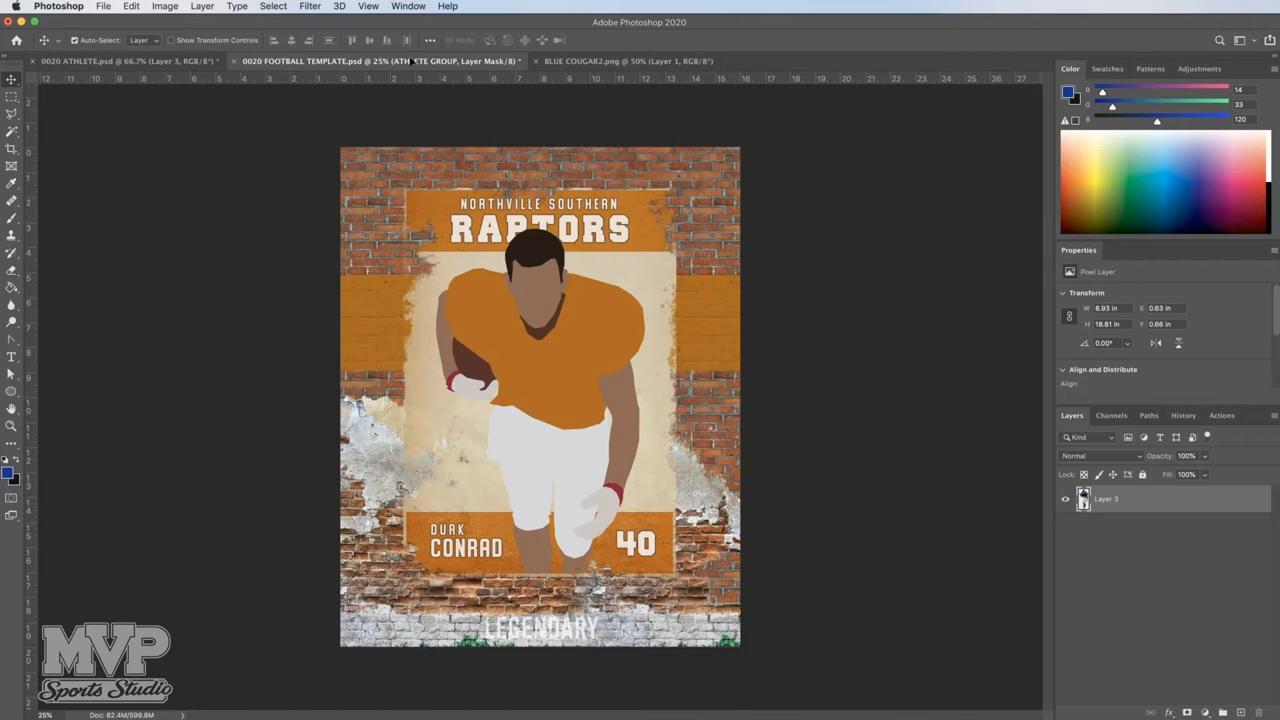 Photoshop File Edit Image Layer Type Select Filter 3D View Window Help
Adobe Photoshop 2020
Auto-Select: Layer Show Transform Controls 3D Mode:
0020 ATHLETE.psd @ 66.7% (Layer 3, RGB/8*) * 0020 FOOTBALL TEMPLATE.psd @ 25% (ATHLETE GROUP, Layer Mask/8) * BLUE COUGAR2.png @ 50% (Layer 1, RGB/8*)
Color Swatches Patterns Adjustments
R 14
G 33
B 120
Properties
Pixel Layer
Transform
W 8.93 in X 0.63 in
H 18.81 in Y 0.66 in
0.00°
Align and Distribute
Align:
Layers Channels Paths History Actions
Kind
Normal Opacity: 100%
Lock: Fill: 100%
Layer 3
NORTHVILLE SOUTHERN
RAPTORS
DURK
CONRAD
40
LEGENDARY
MVP
Sports Studio
25% Doc: 82.4M/599.8M